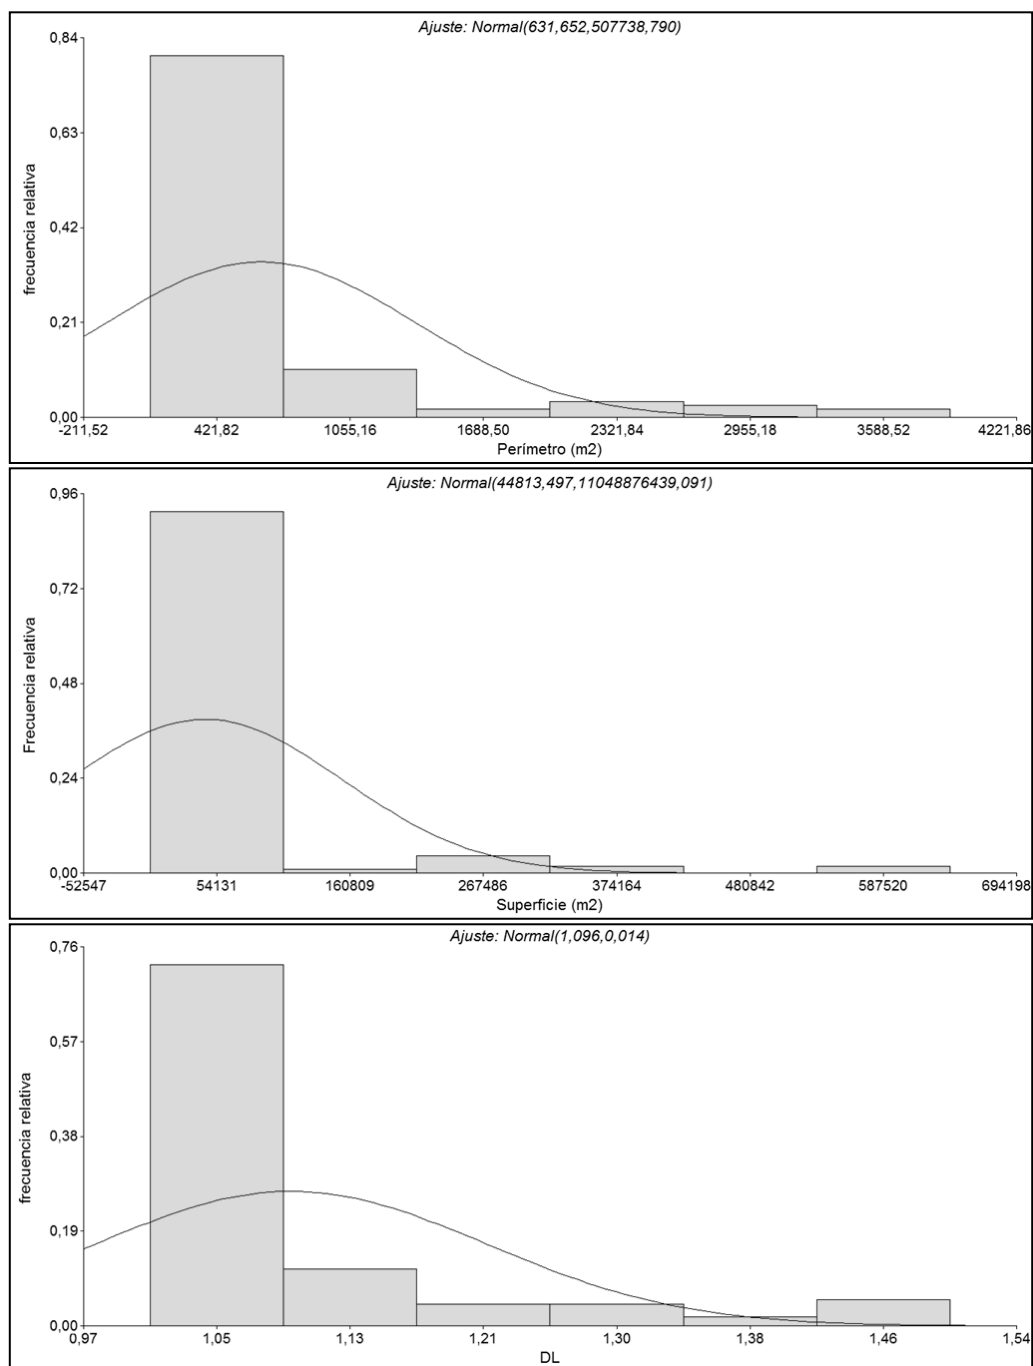 Ajuste: Normal(631,652,507738,790)
0,84
0,63
0,42
0,21
0,00
frecuencia relativa
-211,52 421,82 1055,16 1688,50 2321,84 2955,18 3588,52 4221,86
Perímetro (m2)
Ajuste: Normal(44813,497,11048876439,091)
0,96
0,72
0,48
0,24
0,00
Frecuencia relativa
-52547 54131 160809 267486 374164 480842 587520 694198
Superficie (m2)
Ajuste: Normal(1,096,0,014)
0,76
0,57
0,38
0,19
0,00
frecuencia relativa
0,97 1,05 1,13 1,21 1,30 1,38 1,46 1,54
DL